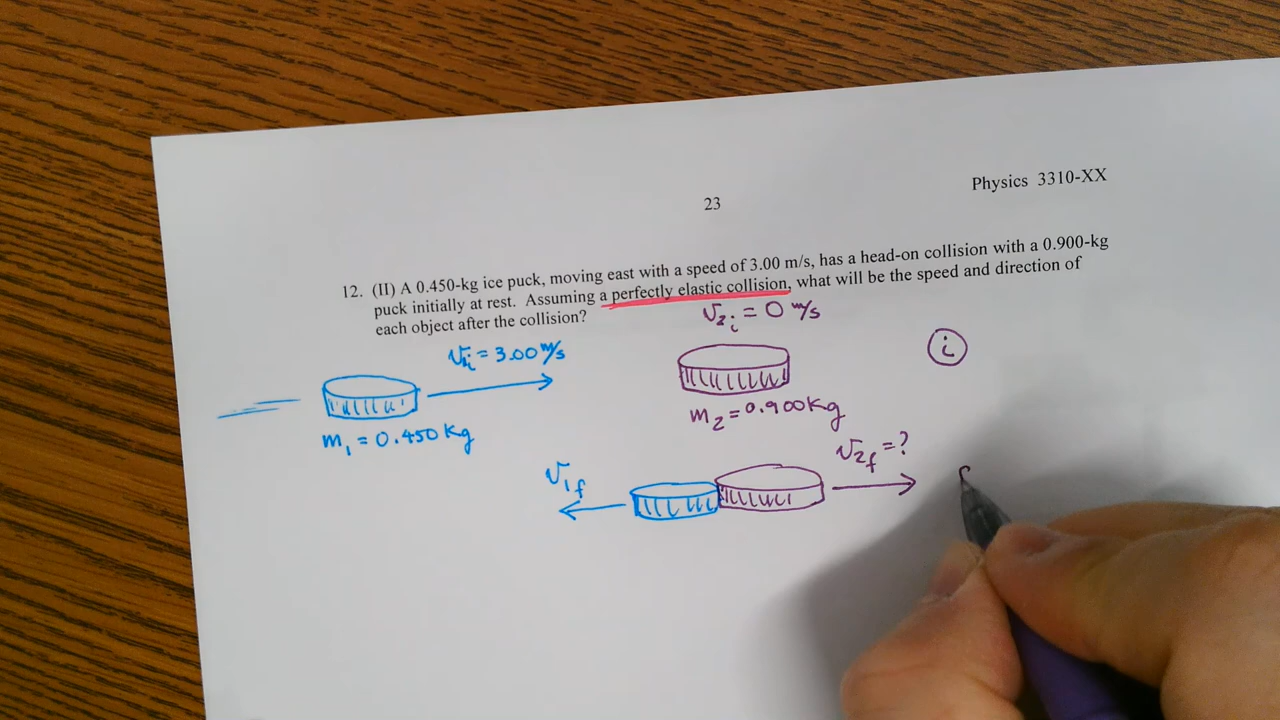 Physics 3310-XX
23
12. (II) A 0.450-kg ice puck, moving east with a speed of 3.00 m/s, has a head-on collision with a 0.900-kg
puck initially at rest. Assuming a perfectly elastic collision, what will be the speed and direction of
each object after the collision?
v₂ᵢ = 0 m/s
v₁ᵢ = 3.00 m/s
i
m₁ = 0.450 kg
m₂ = 0.900 kg
v₁f
v₂f = ?